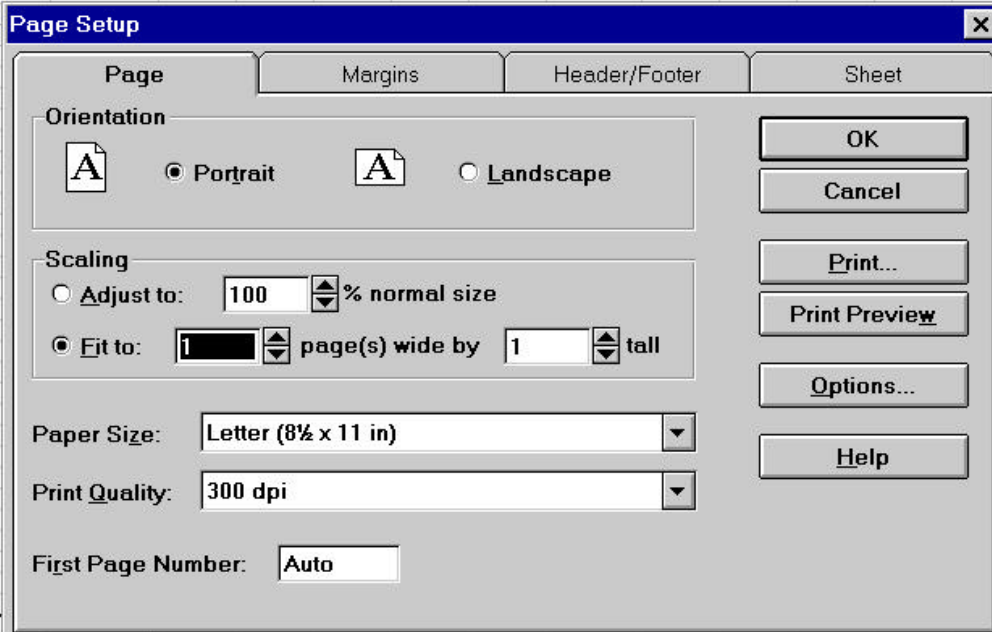 Page Setup
Page Margins Header/Footer Sheet
Orientation
A Portrait A Landscape
Scaling
Adjust to: 100 % normal size
Fit to: 1 page(s) wide by 1 tall
Paper Size: Letter (8½ x 11 in)
Print Quality: 300 dpi
First Page Number: Auto
OK
Cancel
Print...
Print Preview
Options...
Help